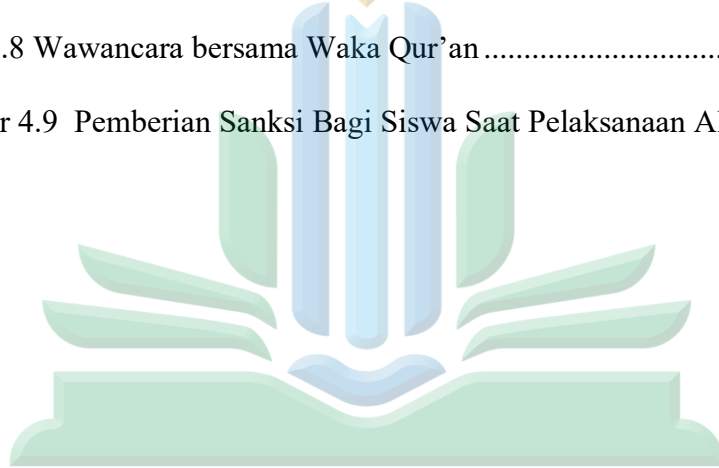 .8 Wawancara bersama Waka Qur’an ..............................
r 4.9 Pemberian Sanksi Bagi Siswa Saat Pelaksanaan